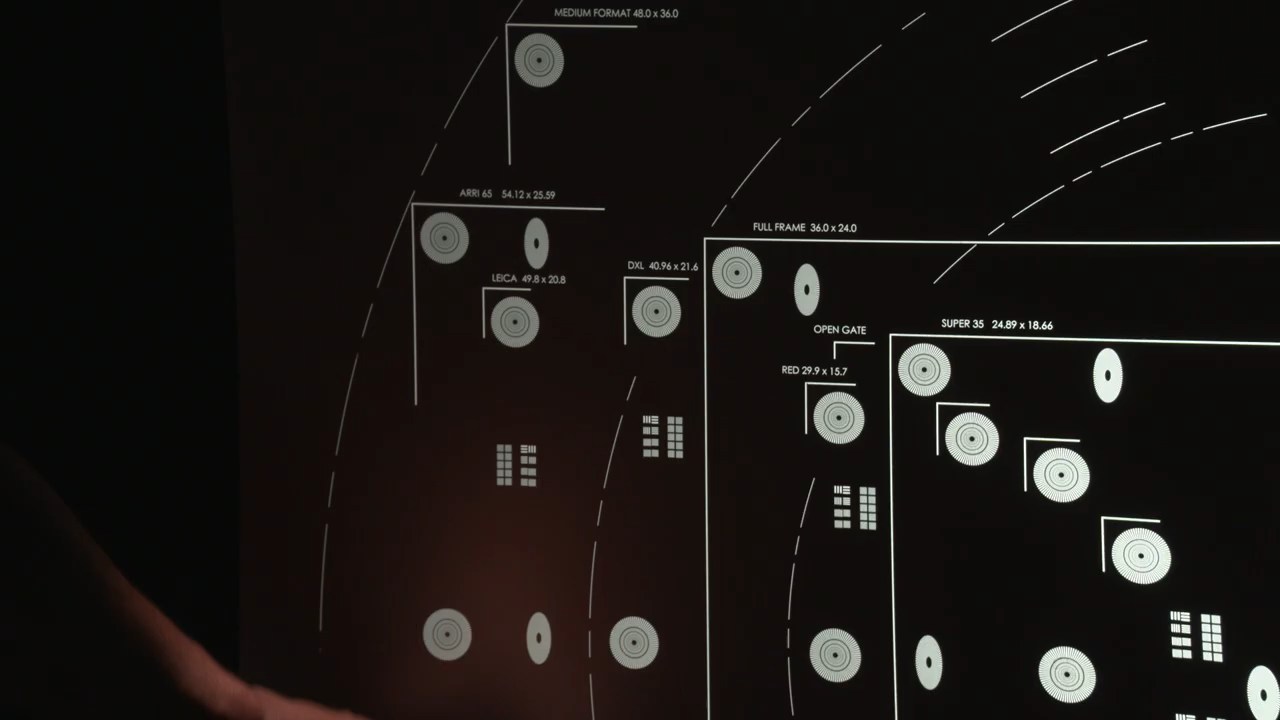 MEDIUM FORMAT 48.0 x 36.0
ARRI 65 54.12 x 25.59
FULL FRAME 36.0 x 24.0
DXL 40.96 x 21.6
LEICA 49.8 x 20.8
SUPER 35 24.89 x 18.66
OPEN GATE
RED 29.9 x 15.7